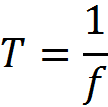 T = 1/f